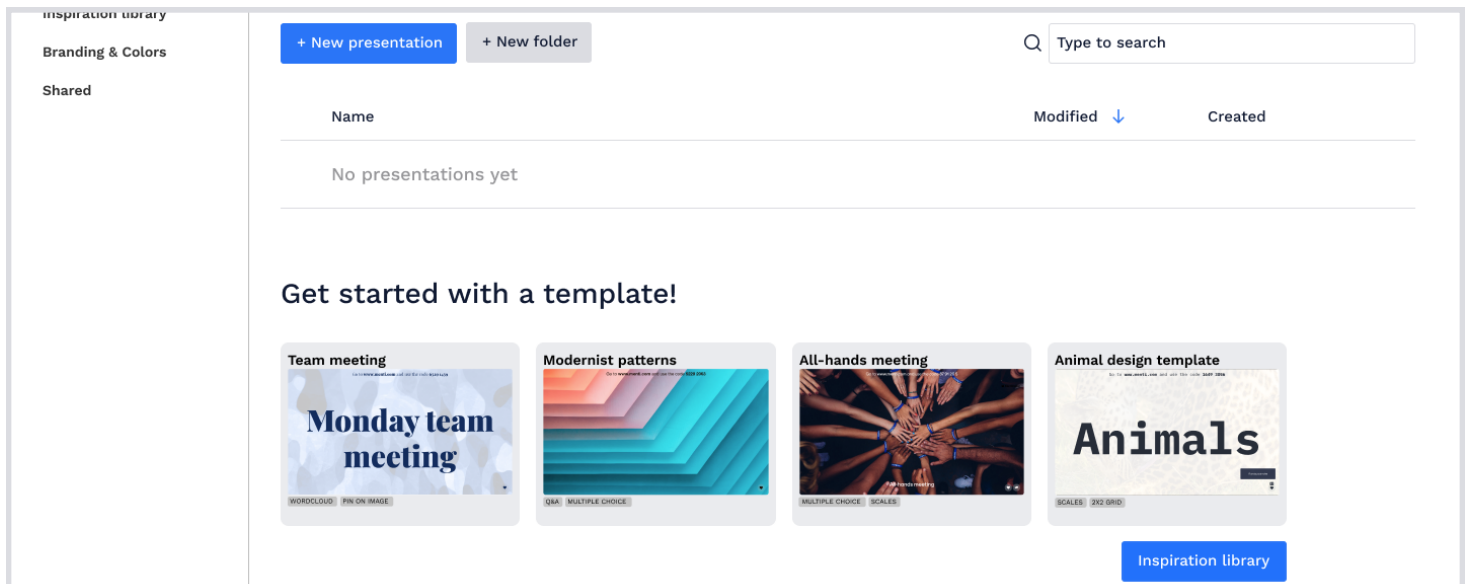 Inspiration library
Branding & Colors
Shared
+ New presentation
+ New folder
Type to search
Name
Modified
Created
No presentations yet
Get started with a template!
Team meeting
Modernist patterns
All-hands meeting
Animal design template
Monday team
meeting
Animals
WORDCLOUD
PIN ON IMAGE
Q&A
MULTIPLE CHOICE
MULTIPLE CHOICE
SCALES
SCALES
2X2 GRID
Inspiration library